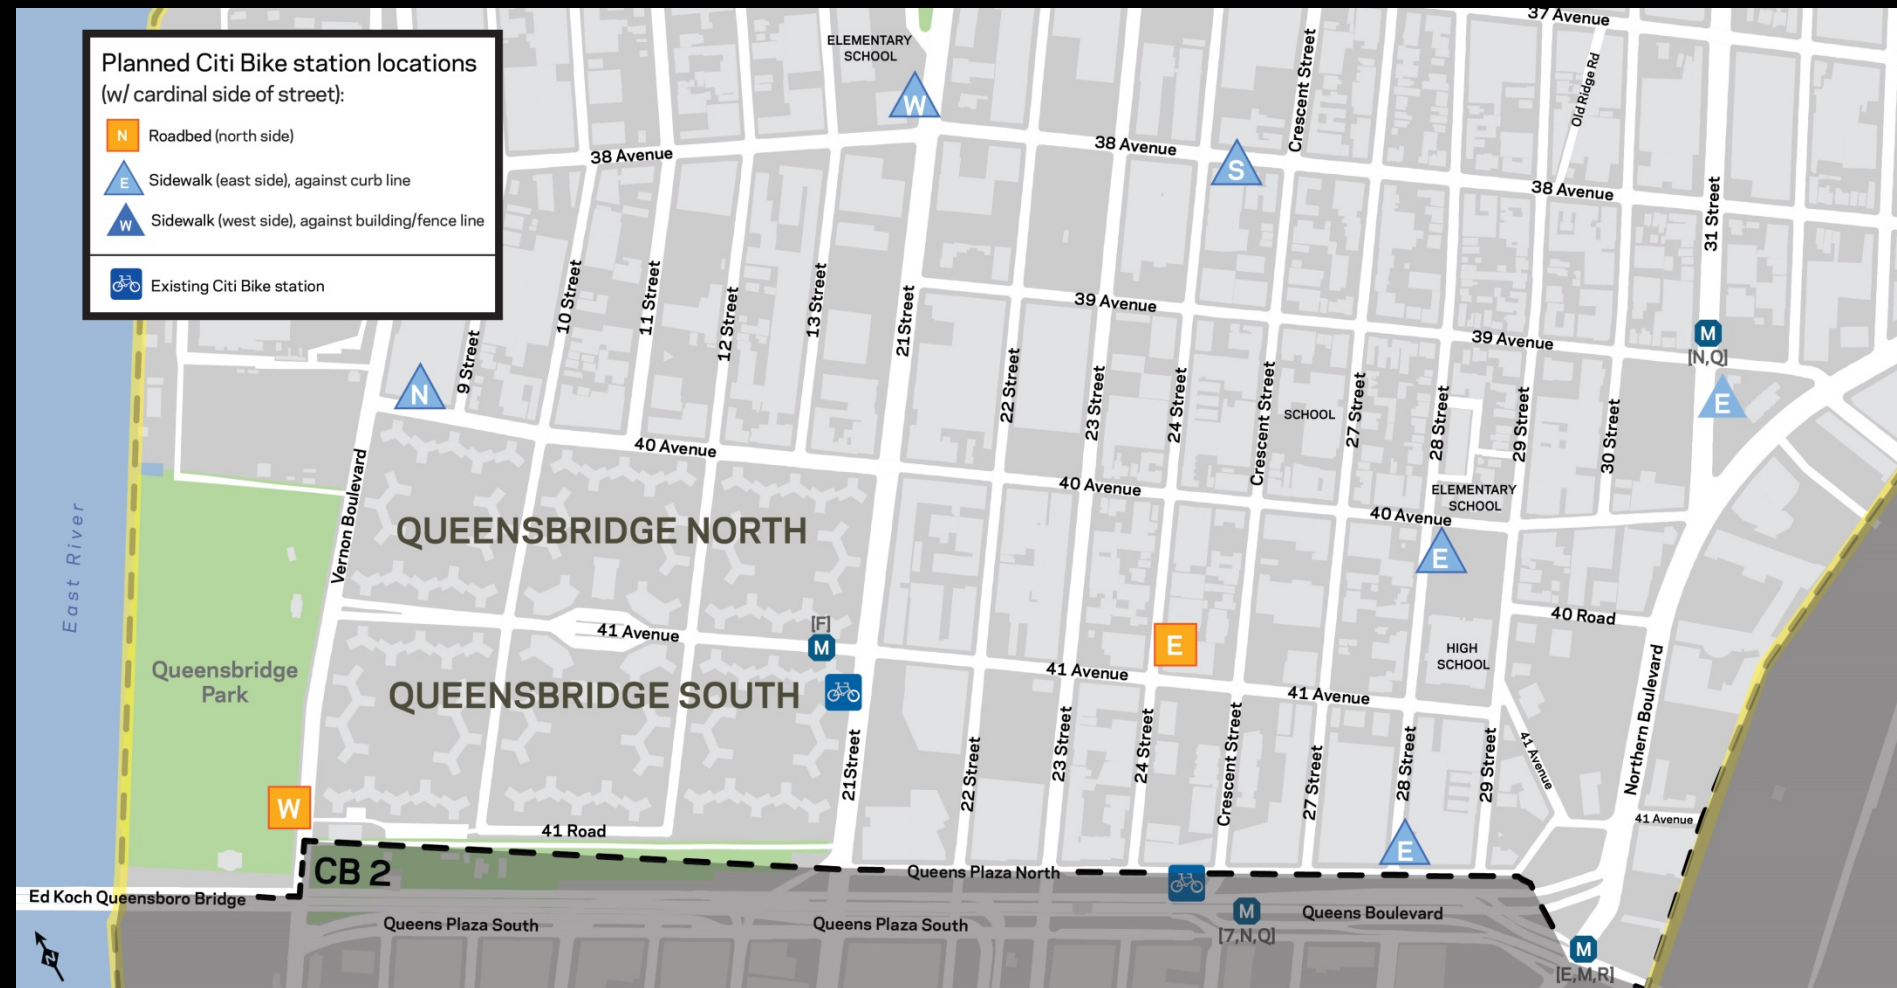 Planned Citi Bike station locations
(w/ cardinal side of street):
N
Roadbed (north side)
E
Sidewalk (east side), against curb line
W
Sidewalk (west side), against building/fence line
Existing Citi Bike station
37 Avenue
ELEMENTARY
SCHOOL
W
Crescent Street
Old Ridge Rd
38 Avenue
38 Avenue
S
38 Avenue
31 Street
10 Street
11 Street
12 Street
13 Street
21Street
39 Avenue
39 Avenue
M
[N,Q]
9 Street
N
22 Street
23 Street
24 Street
Crescent Street
SCHOOL
27 Street
28 Street
29 Street
30 Street
E
40 Avenue
40 Avenue
40 Avenue
ELEMENTARY
SCHOOL
E
Vernon Boulevard
East River
QUEENSBRIDGE NORTH
41 Avenue
[F]
M
40 Road
E
HIGH
SCHOOL
Queensbridge
Park
QUEENSBRIDGE SOUTH
41 Avenue
41 Avenue
Northern Boulevard
21Street
22 Street
23 Street
24 Street
Crescent Street
27 Street
28 Street
29 Street
41 Avenue
W
41 Road
41 Avenue
E
CB 2
Queens Plaza North
Ed Koch Queensboro Bridge
Queens Plaza South
Queens Plaza South
M
[7,N,Q]
Queens Boulevard
M
[E,M,R]
N